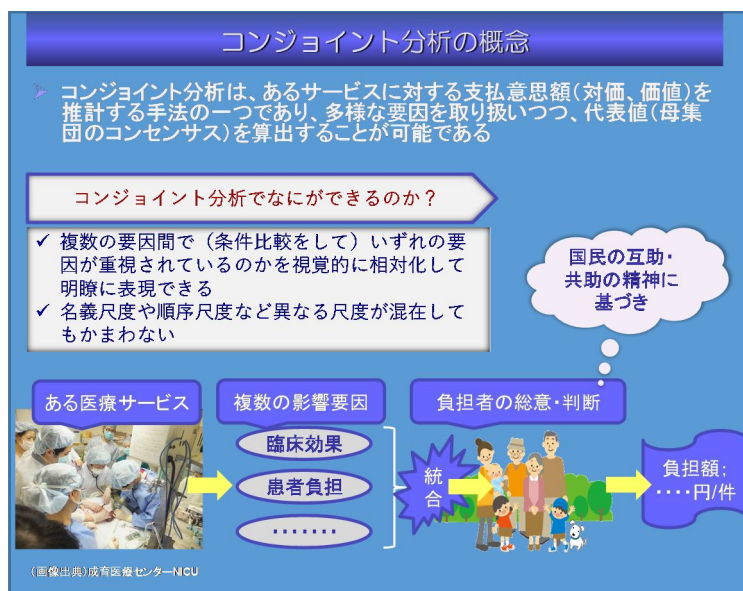 コンジョイント分析の概念
コンジョイント分析は、あるサービスに対する支払意思額(対価、価値)を
推計する手法の一つであり、多様な要因を取り扱いつつ、代表値(母集
団のコンセンサス)を算出することが可能である
コンジョイント分析でなにができるのか？
✓ 複数の要因間で（条件比較をして）いずれの要
因が重視されているのかを視覚的に相対化して
明瞭に表現できる
✓ 名義尺度や順序尺度など異なる尺度が混在して
もかまわない
国民の互助・
共助の精神に
基づき
ある医療サービス
複数の影響要因
負担者の総意・判断
臨床効果
患者負担
‥‥‥‥
統
合
負担額;
‥‥円/件
(画像出典)成育医療センターNICU